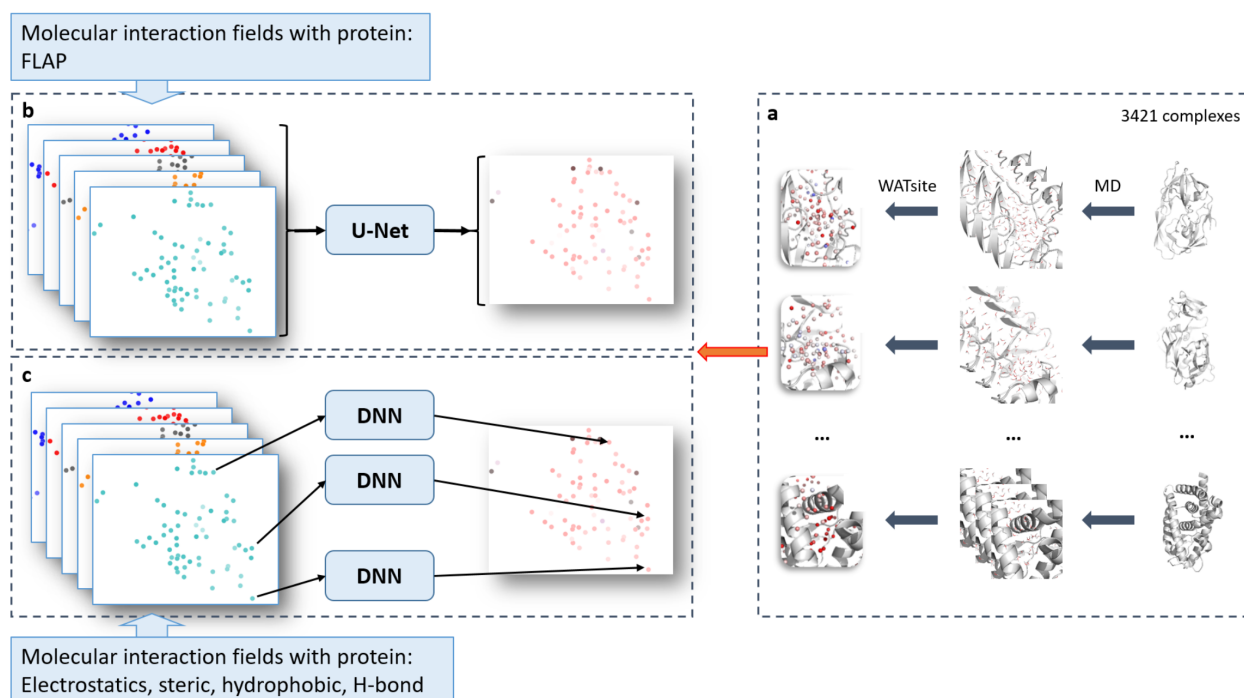 Molecular interaction fields with protein:
FLAP
b
U-Net
c
DNN
DNN
DNN
Molecular interaction fields with protein:
Electrostatics, steric, hydrophobic, H-bond
a
3421 complexes
WATsite
MD
...
...
...